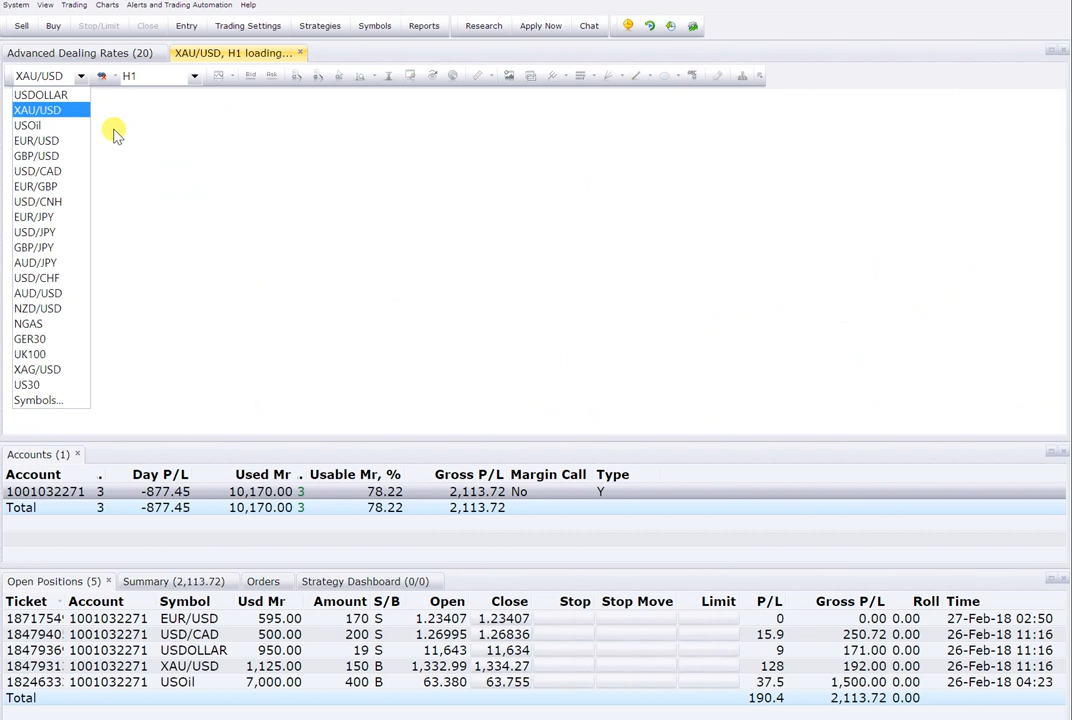 System View Trading Charts Alerts and Trading Automation Help
Sell Buy Stop/Limit Close Entry Trading Settings Strategies Symbols Reports Research Apply Now Chat
Advanced Dealing Rates (20) XAU/USD, H1 loading...
XAU/USD H1 Bid Ask
USDOLLAR
XAU/USD
USOil
EUR/USD
GBP/USD
USD/CAD
EUR/GBP
USD/CNH
EUR/JPY
USD/JPY
GBP/JPY
AUD/JPY
USD/CHF
AUD/USD
NZD/USD
NGAS
GER30
UK100
XAG/USD
US30
Symbols...
Accounts (1)
Account . Day P/L Used Mr . Usable Mr, % Gross P/L Margin Call Type
1001032271 3 -877.45 10,170.00 3 78.22 2,113.72 No Y
Total 3 -877.45 10,170.00 3 78.22 2,113.72
Open Positions (5) Summary (2,113.72) Orders Strategy Dashboard (0/0)
Ticket Account Symbol Usd Mr Amount S/B Open Close Stop Stop Move Limit P/L Gross P/L Roll Time
1871754 1001032271 EUR/USD 595.00 170 S 1.23407 1.23407 0 0.00 0.00 27-Feb-18 02:50
1847940 1001032271 USD/CAD 500.00 200 S 1.26995 1.26836 15.9 250.72 0.00 26-Feb-18 11:16
1847936 1001032271 USDOLLAR 950.00 19 S 11,643 11,634 9 171.00 0.00 26-Feb-18 11:16
1847931 1001032271 XAU/USD 1,125.00 150 B 1,332.99 1,334.27 128 192.00 0.00 26-Feb-18 11:16
1824633 1001032271 USOil 7,000.00 400 B 63.380 63.755 37.5 1,500.00 0.00 26-Feb-18 04:23
Total 190.4 2,113.72 0.00